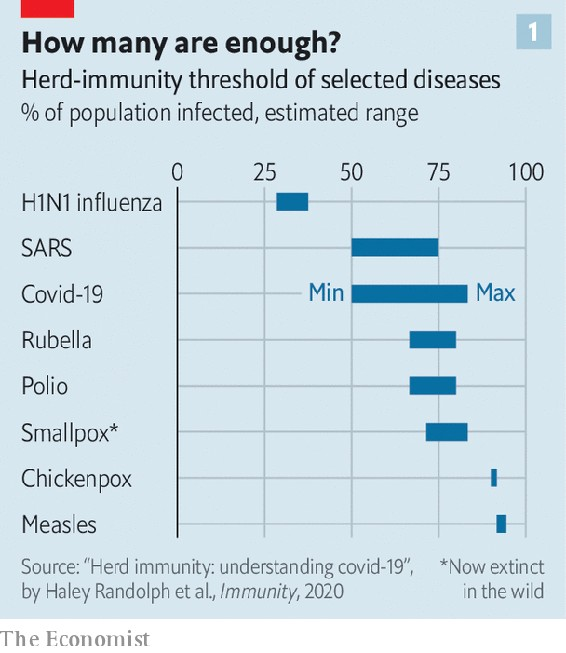 How many are enough?
1
Herd-immunity threshold of selected diseases
% of population infected, estimated range
0 25 50 75 100
H1N1 influenza
SARS
Covid-19 Min Max
Rubella
Polio
Smallpox*
Chickenpox
Measles
Source: “Herd immunity: understanding covid-19”,
by Haley Randolph et al., Immunity, 2020
*Now extinct
in the wild
The Economist